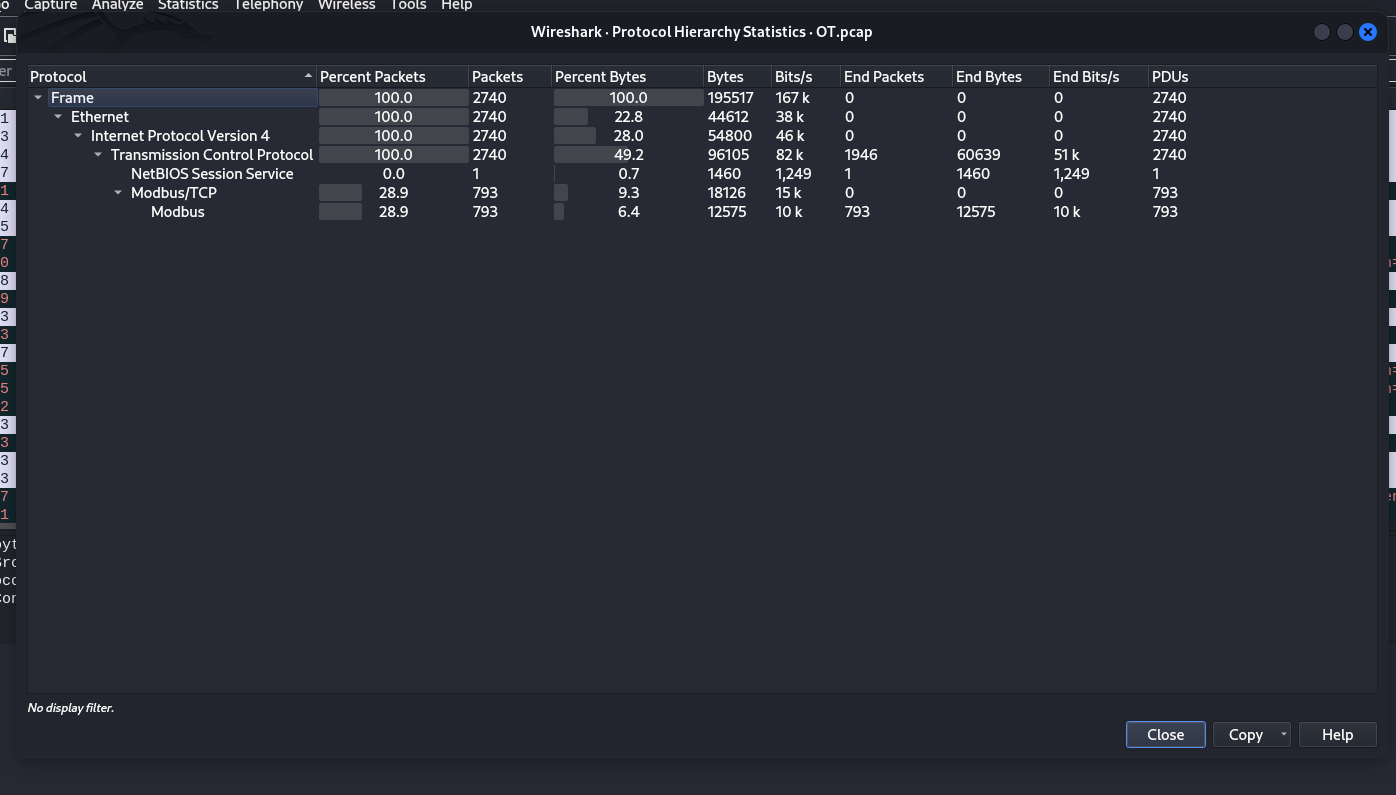 Capture Analyze Statistics Telephony Wireless Tools Help
Wireshark · Protocol Hierarchy Statistics · OT.pcap
Protocol Percent Packets Packets Percent Bytes Bytes Bits/s End Packets End Bytes End Bits/s PDUs
Frame 100.0 2740 100.0 195517 167 k 0 0 0 2740
Ethernet 100.0 2740 22.8 44612 38 k 0 0 0 2740
Internet Protocol Version 4 100.0 2740 28.0 54800 46 k 0 0 0 2740
Transmission Control Protocol 100.0 2740 49.2 96105 82 k 1946 60639 51 k 2740
NetBIOS Session Service 0.0 1 0.7 1460 1,249 1 1460 1,249 1
Modbus/TCP 28.9 793 9.3 18126 15 k 0 0 0 793
Modbus 28.9 793 6.4 12575 10 k 793 12575 10 k 793
No display filter.
Close Copy Help